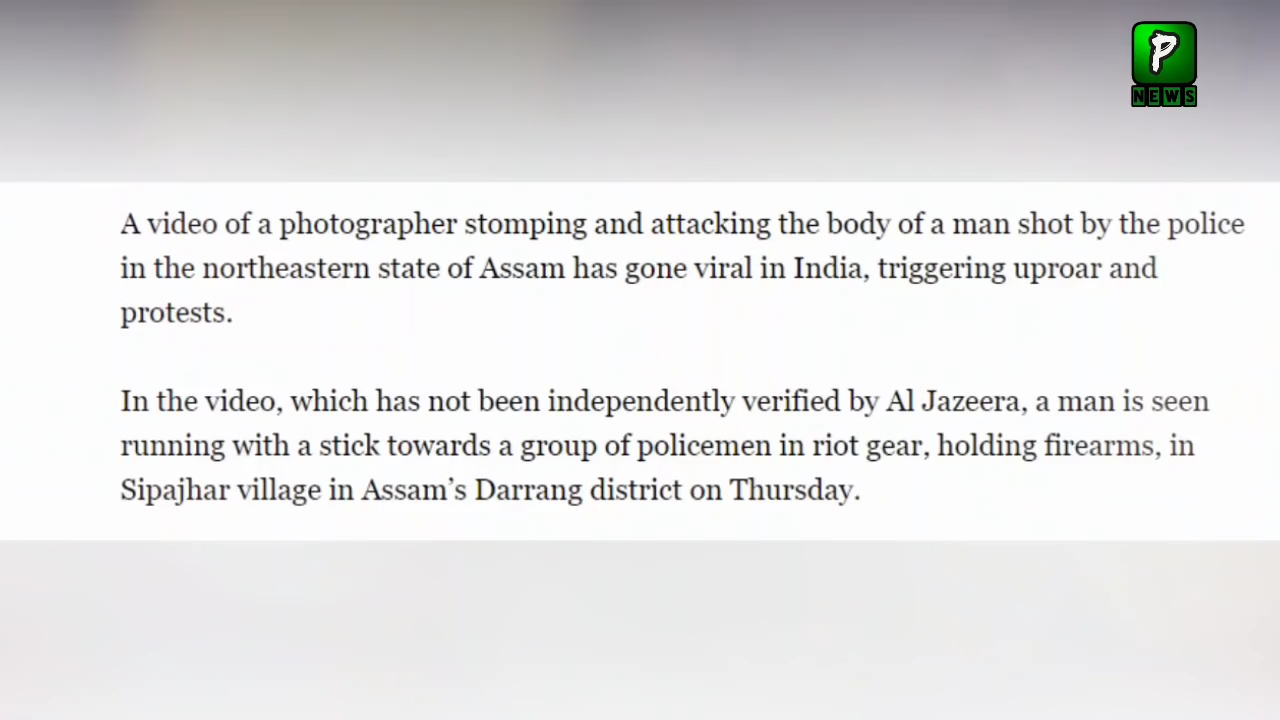 P
NEWS
A video of a photographer stomping and attacking the body of a man shot by the police
in the northeastern state of Assam has gone viral in India, triggering uproar and
protests.
In the video, which has not been independently verified by Al Jazeera, a man is seen
running with a stick towards a group of policemen in riot gear, holding firearms, in
Sipajhar village in Assam’s Darrang district on Thursday.